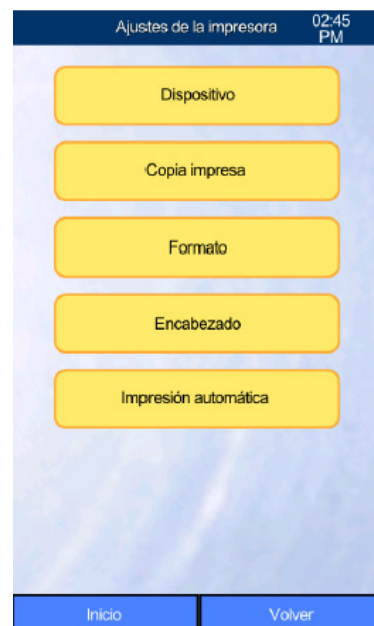 Ajustes de la impresora
02:45
PM
Dispositivo
Copia impresa
Formato
Encabezado
Impresión automática
Inicio
Volver